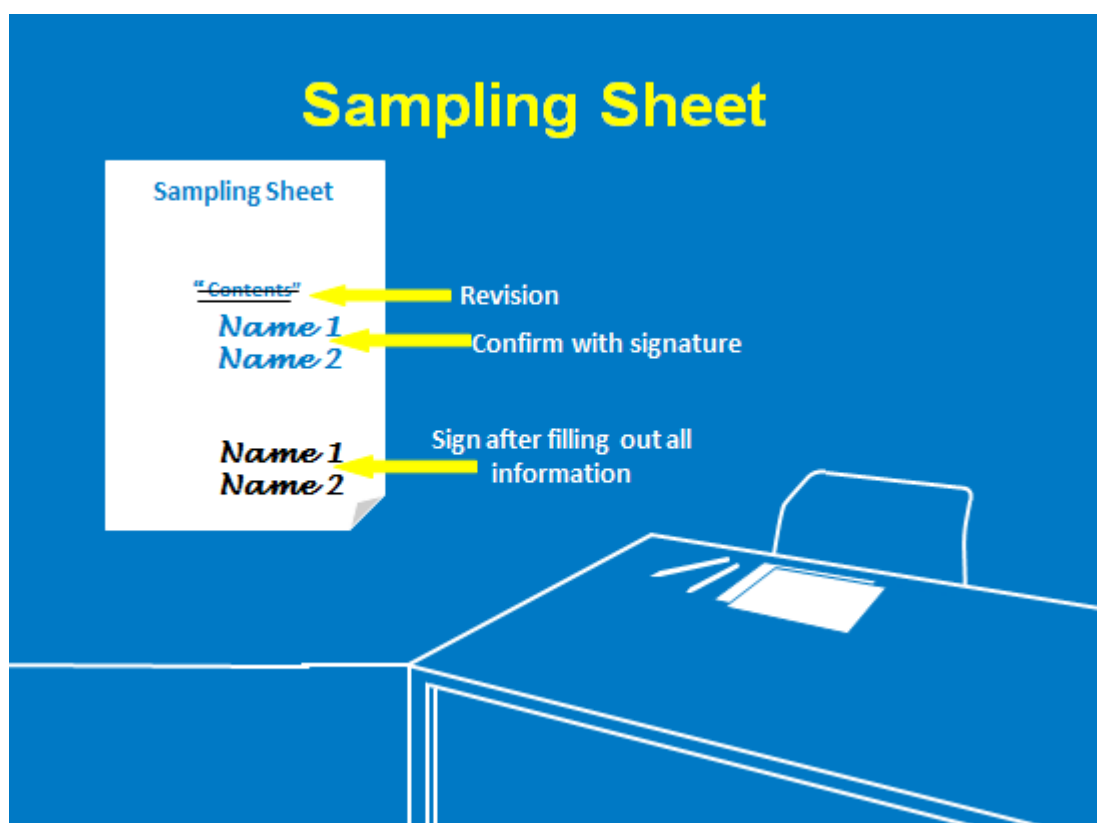 Sampling Sheet
Sampling Sheet
“ Contents”
Revision
Name 1
Confirm with signature
Name 2
Name 1
Sign after filling out all
information
Name 2